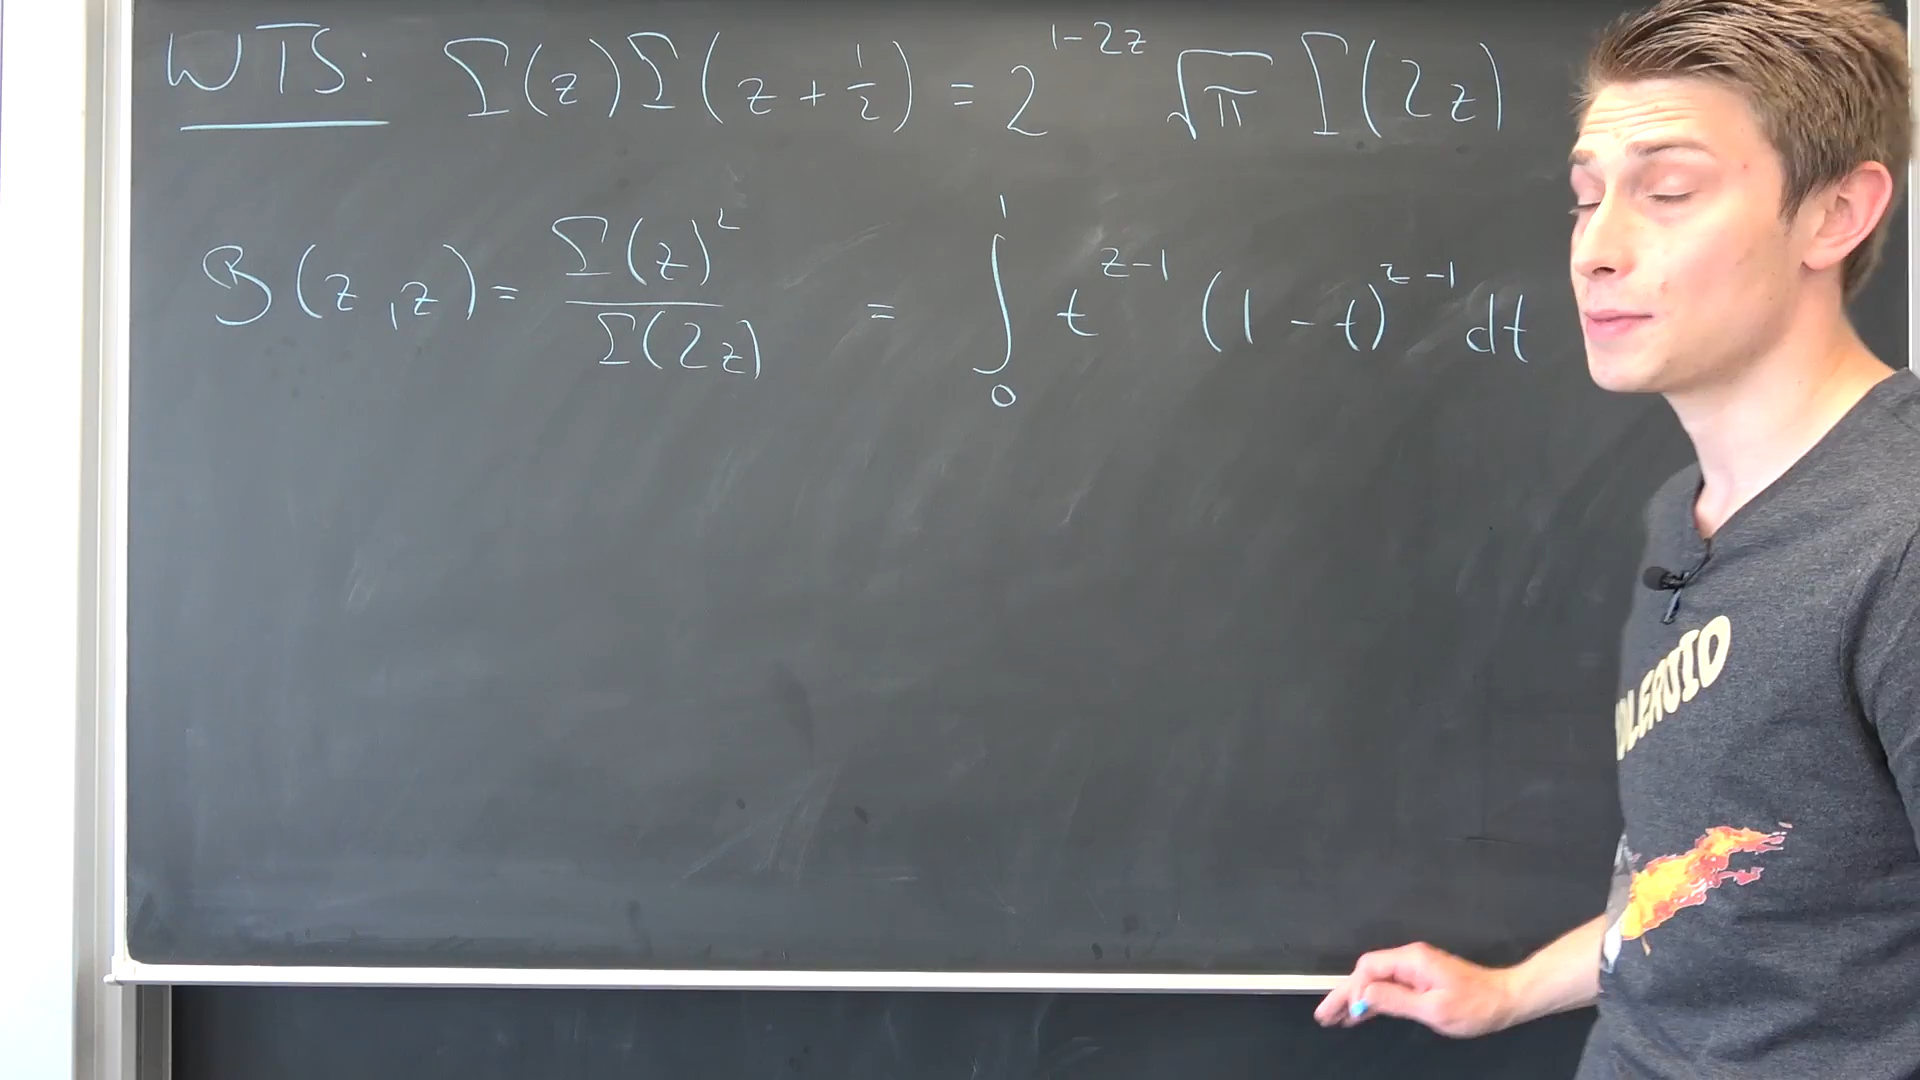 WTS: Γ(z)Γ(z + 1/2) = 2^{1-2z} √π Γ(2z)
B(z,z) = Γ(z)^2 / Γ(2z) = ∫_0^1 t^{z-1} (1-t)^{z-1} dt